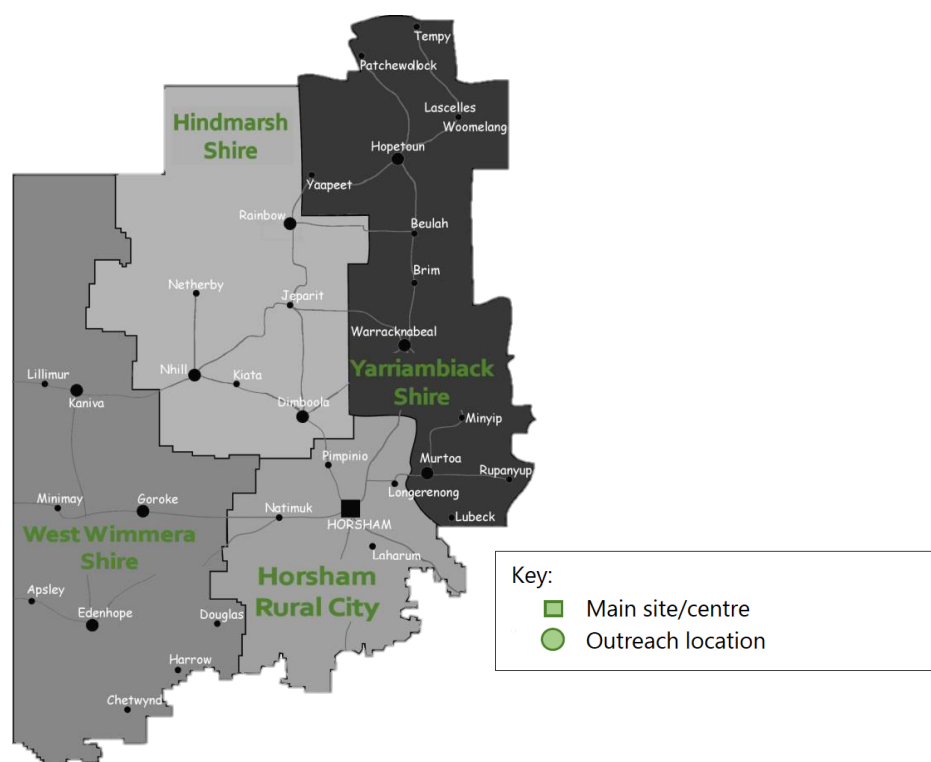 Tempy
Patchewollock
Lascelles
Woomelang
Hindmarsh
Shire
Hopetoun
Yaapeet
Rainbow
Beulah
Brim
Netherby
Jeparit
Warracknabeal
Yarriambiack
Shire
Lillimur
Nhill
Kiata
Kaniva
Dimboola
Minyip
Pimpinio
Murtoa
Rupanyup
Longerenong
Minimay
Goroke
Natimuk
HORSHAM
Lubeck
West Wimmera
Shire
Laharum
Horsham
Rural City
Apsley
Edenhope
Douglas
Harrow
Chetwynd
Key:
Main site/centre
Outreach location